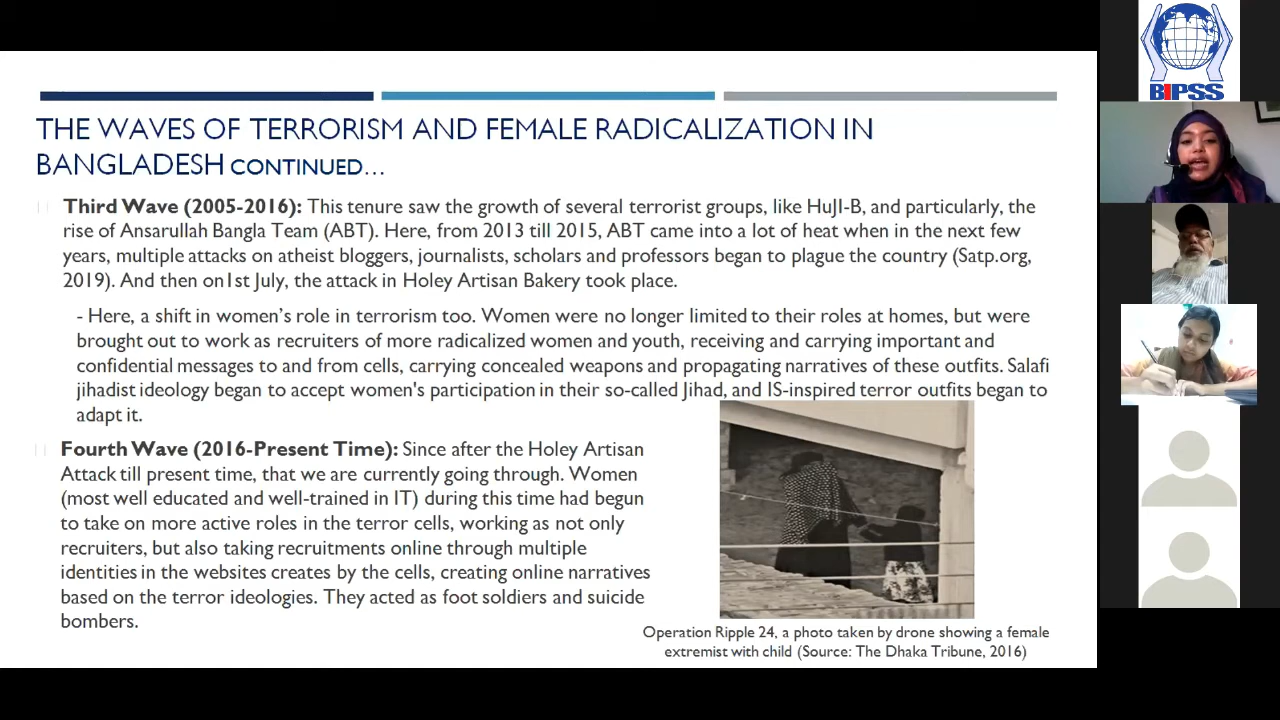 THE WAVES OF TERRORISM AND FEMALE RADICALIZATION IN
BANGLADESH CONTINUED...
Third Wave (2005-2016): This tenure saw the growth of several terrorist groups, like HuJI-B, and particularly, the
rise of Ansarullah Bangla Team (ABT). Here, from 2013 till 2015, ABT came into a lot of heat when in the next few
years, multiple attacks on atheist bloggers, journalists, scholars and professors began to plague the country (Satp.org,
2019). And then on1st July, the attack in Holey Artisan Bakery took place.
- Here, a shift in women's role in terrorism too. Women were no longer limited to their roles at homes, but were
brought out to work as recruiters of more radicalized women and youth, receiving and carrying important and
confidential messages to and from cells, carrying concealed weapons and propagating narratives of these outfits. Salafi
jihadist ideology began to accept women's participation in their so-called Jihad, and IS-inspired terror outfits began to
adapt it.
Fourth Wave (2016-Present Time): Since after the Holey Artisan
Attack till present time, that we are currently going through. Women
(most well educated and well-trained in IT) during this time had begun
to take on more active roles in the terror cells, working as not only
recruiters, but also taking recruitments online through multiple
identities in the websites creates by the cells, creating online narratives
based on the terror ideologies. They acted as foot soldiers and suicide
bombers.
Operation Ripple 24, a photo taken by drone showing a female
extremist with child (Source: The Dhaka Tribune, 2016)
BIPSS